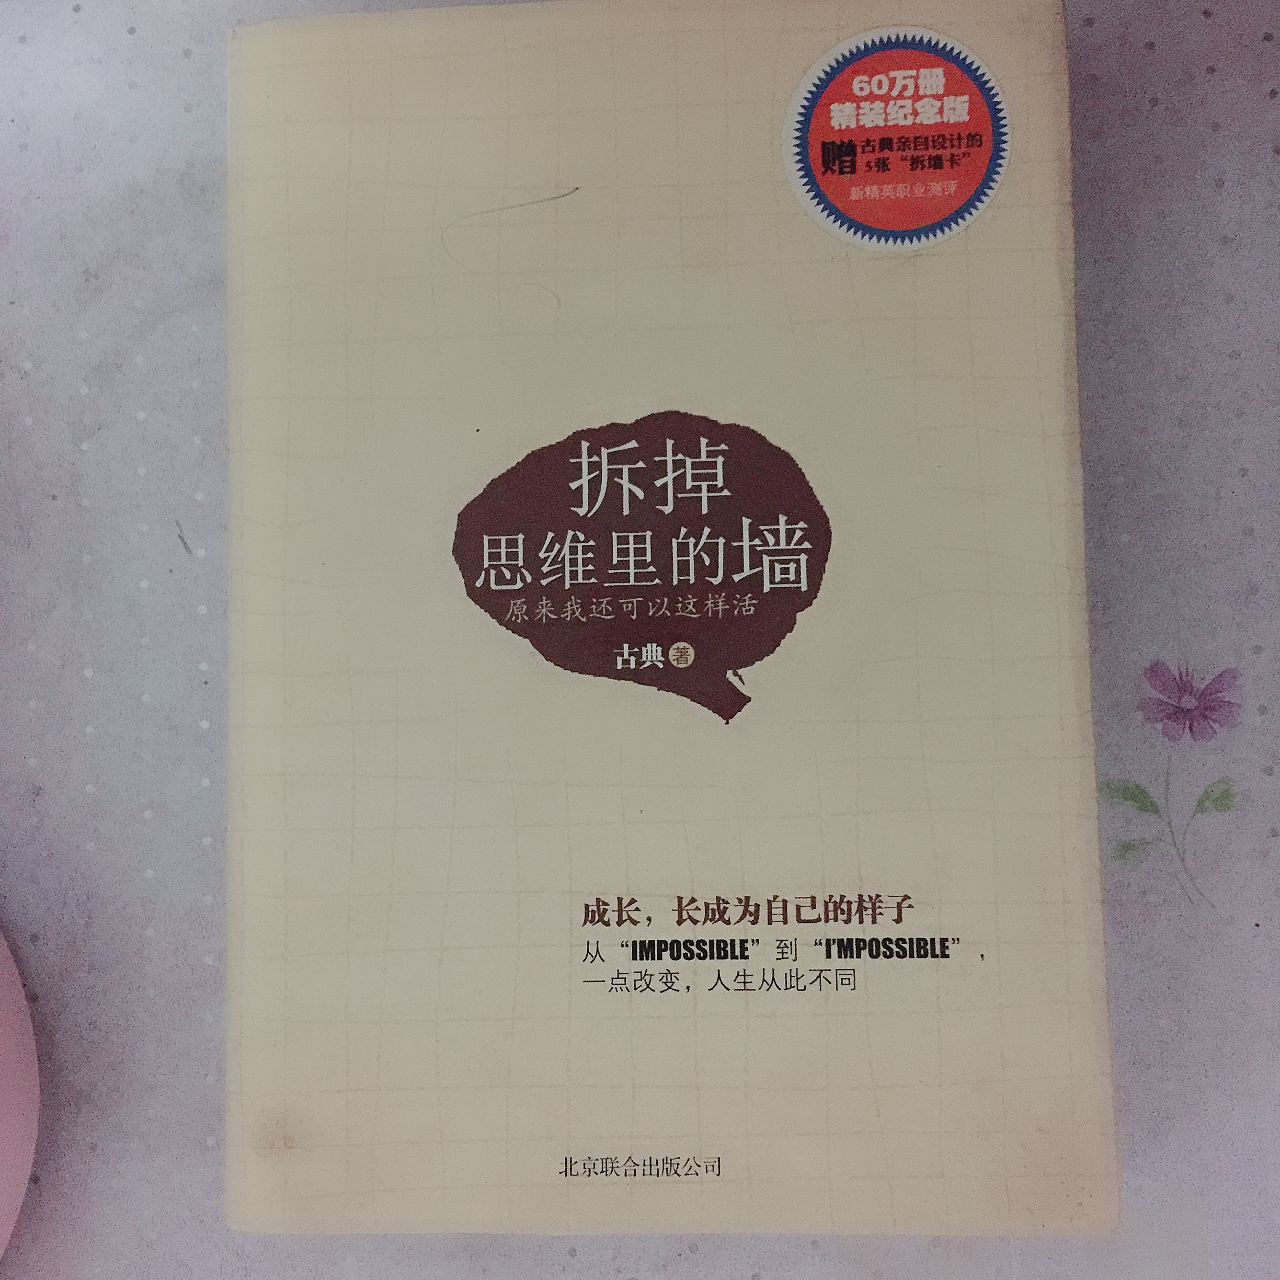 60万册
精装纪念版
赠 古典亲自设计的
5张“拆墙卡”
新精英职业测评
拆掉
思维里的墙
原来我还可以这样活
古典 著
成长，长成为自己的样子
从“IMPOSSIBLE”到“I'MPOSSIBLE”，
一点改变，人生从此不同
北京联合出版公司